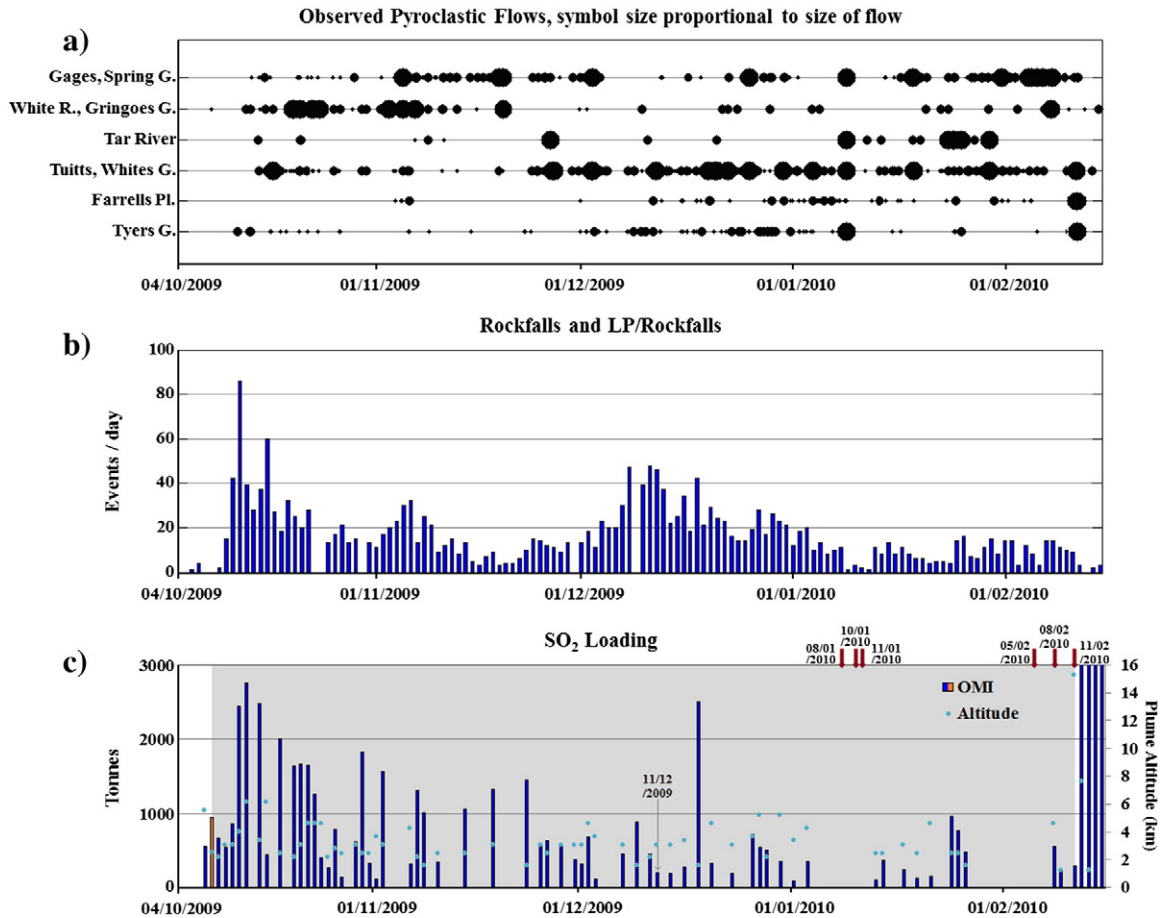 Observed Pyroclastic Flows, symbol size proportional to size of flow
a)
Gages, Spring G.
White R., Gringoes G.
Tar River
Tuitts, Whites G.
Farrells Pl.
Tyers G.
04/10/2009 01/11/2009 01/12/2009 01/01/2010 01/02/2010
Rockfalls and LP/Rockfalls
b)
100
80
60
40
20
0
Events / day
04/10/2009 01/11/2009 01/12/2009 01/01/2010 01/02/2010
SO2 Loading
c)
08/01
/2010
10/01
/2010
11/01
/2010
05/02
/2010
08/02
/2010
11/02
/2010
3000
2000
1000
0
Tonnes
OMI
Altitude
11/12
/2009
16
14
12
10
8
6
4
2
0
Plume Altitude (km)
04/10/2009 01/11/2009 01/12/2009 01/01/2010 01/02/2010